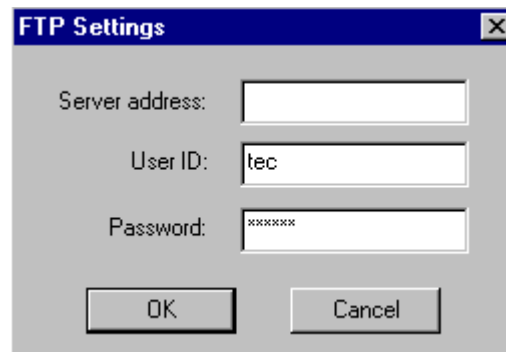 FTP Settings
Server address:
User ID: tec
Password: ******
OK Cancel